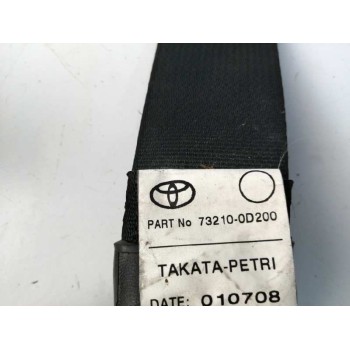 PART No 73210-0D200
TAKATA-PETRI
DATE: 010708